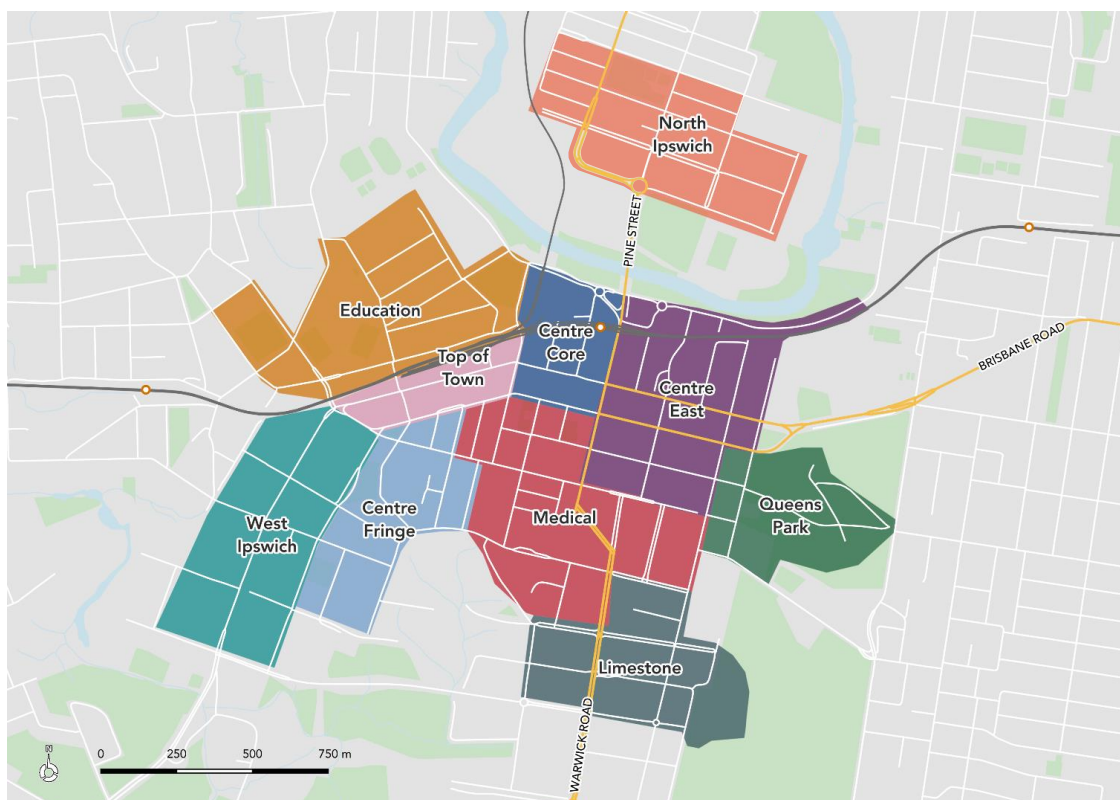 North
Ipswich
PINE STREET
Education
Centre
Core
Top of
Town
BRISBANE ROAD
Centre
East
Centre
Fringe
Queens
Park
Medical
West
Ipswich
Limestone
WARWICK ROAD
N
0 250 500 750 m